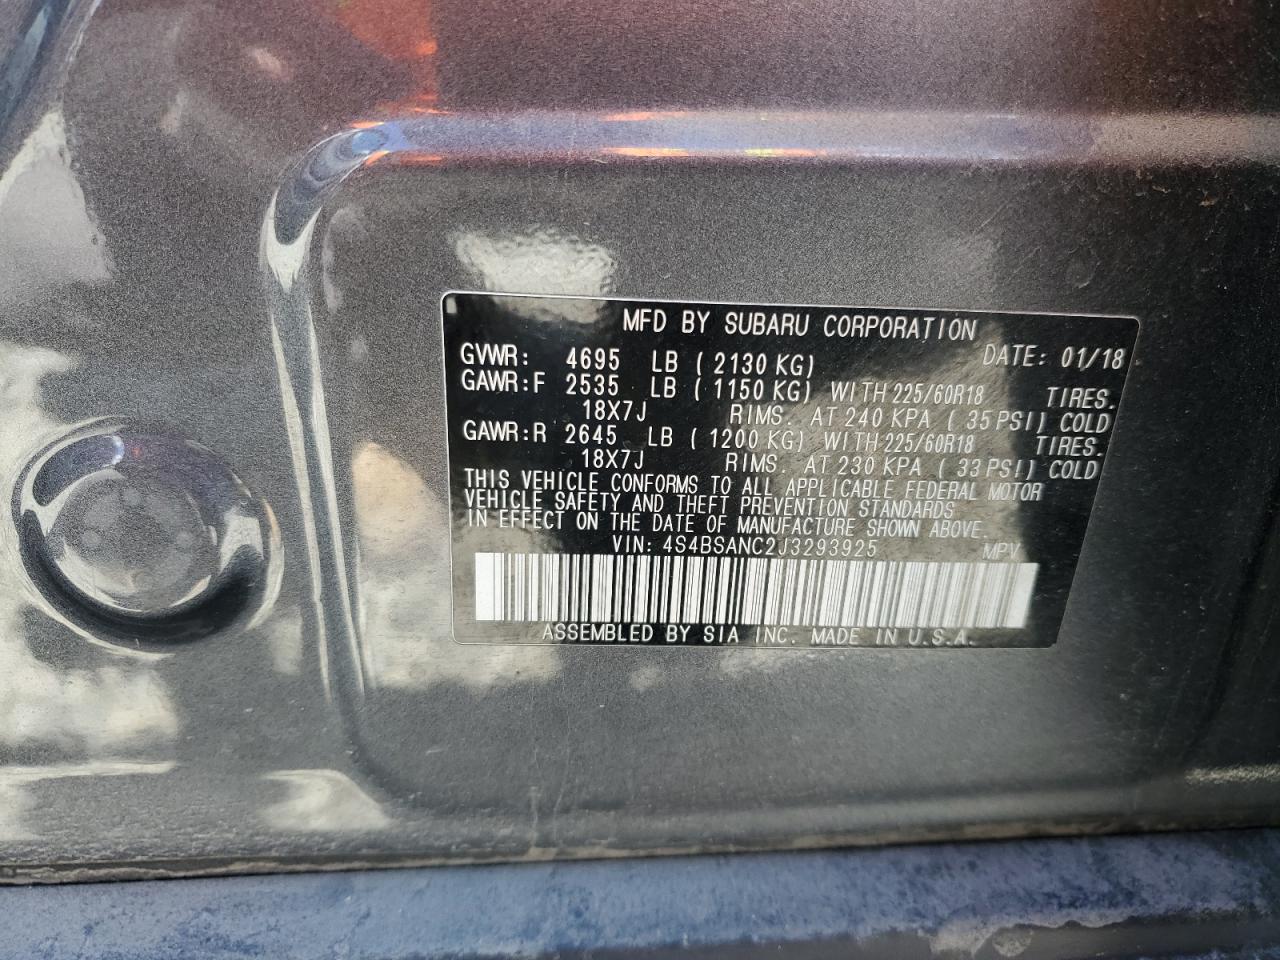 MFD BY SUBARU CORPORATION
DATE: 01/18
GVWR: 4695 LB ( 2130 KG)
GAWR:F 2535 LB ( 1150 KG) WITH 225/60R18 TIRES.
18X7J RIMS. AT 240 KPA ( 35 PSI) COLD
GAWR:R 2645 LB ( 1200 KG) WITH 225/60R18 TIRES.
18X7J RIMS. AT 230 KPA ( 33 PSI) COLD
THIS VEHICLE CONFORMS TO ALL APPLICABLE FEDERAL MOTOR
VEHICLE SAFETY AND THEFT PREVENTION STANDARDS
IN EFFECT ON THE DATE OF MANUFACTURE SHOWN ABOVE.
VIN: 4S4BSANC2J3293925 MPV
ASSEMBLED BY SIA INC. MADE IN U.S.A.